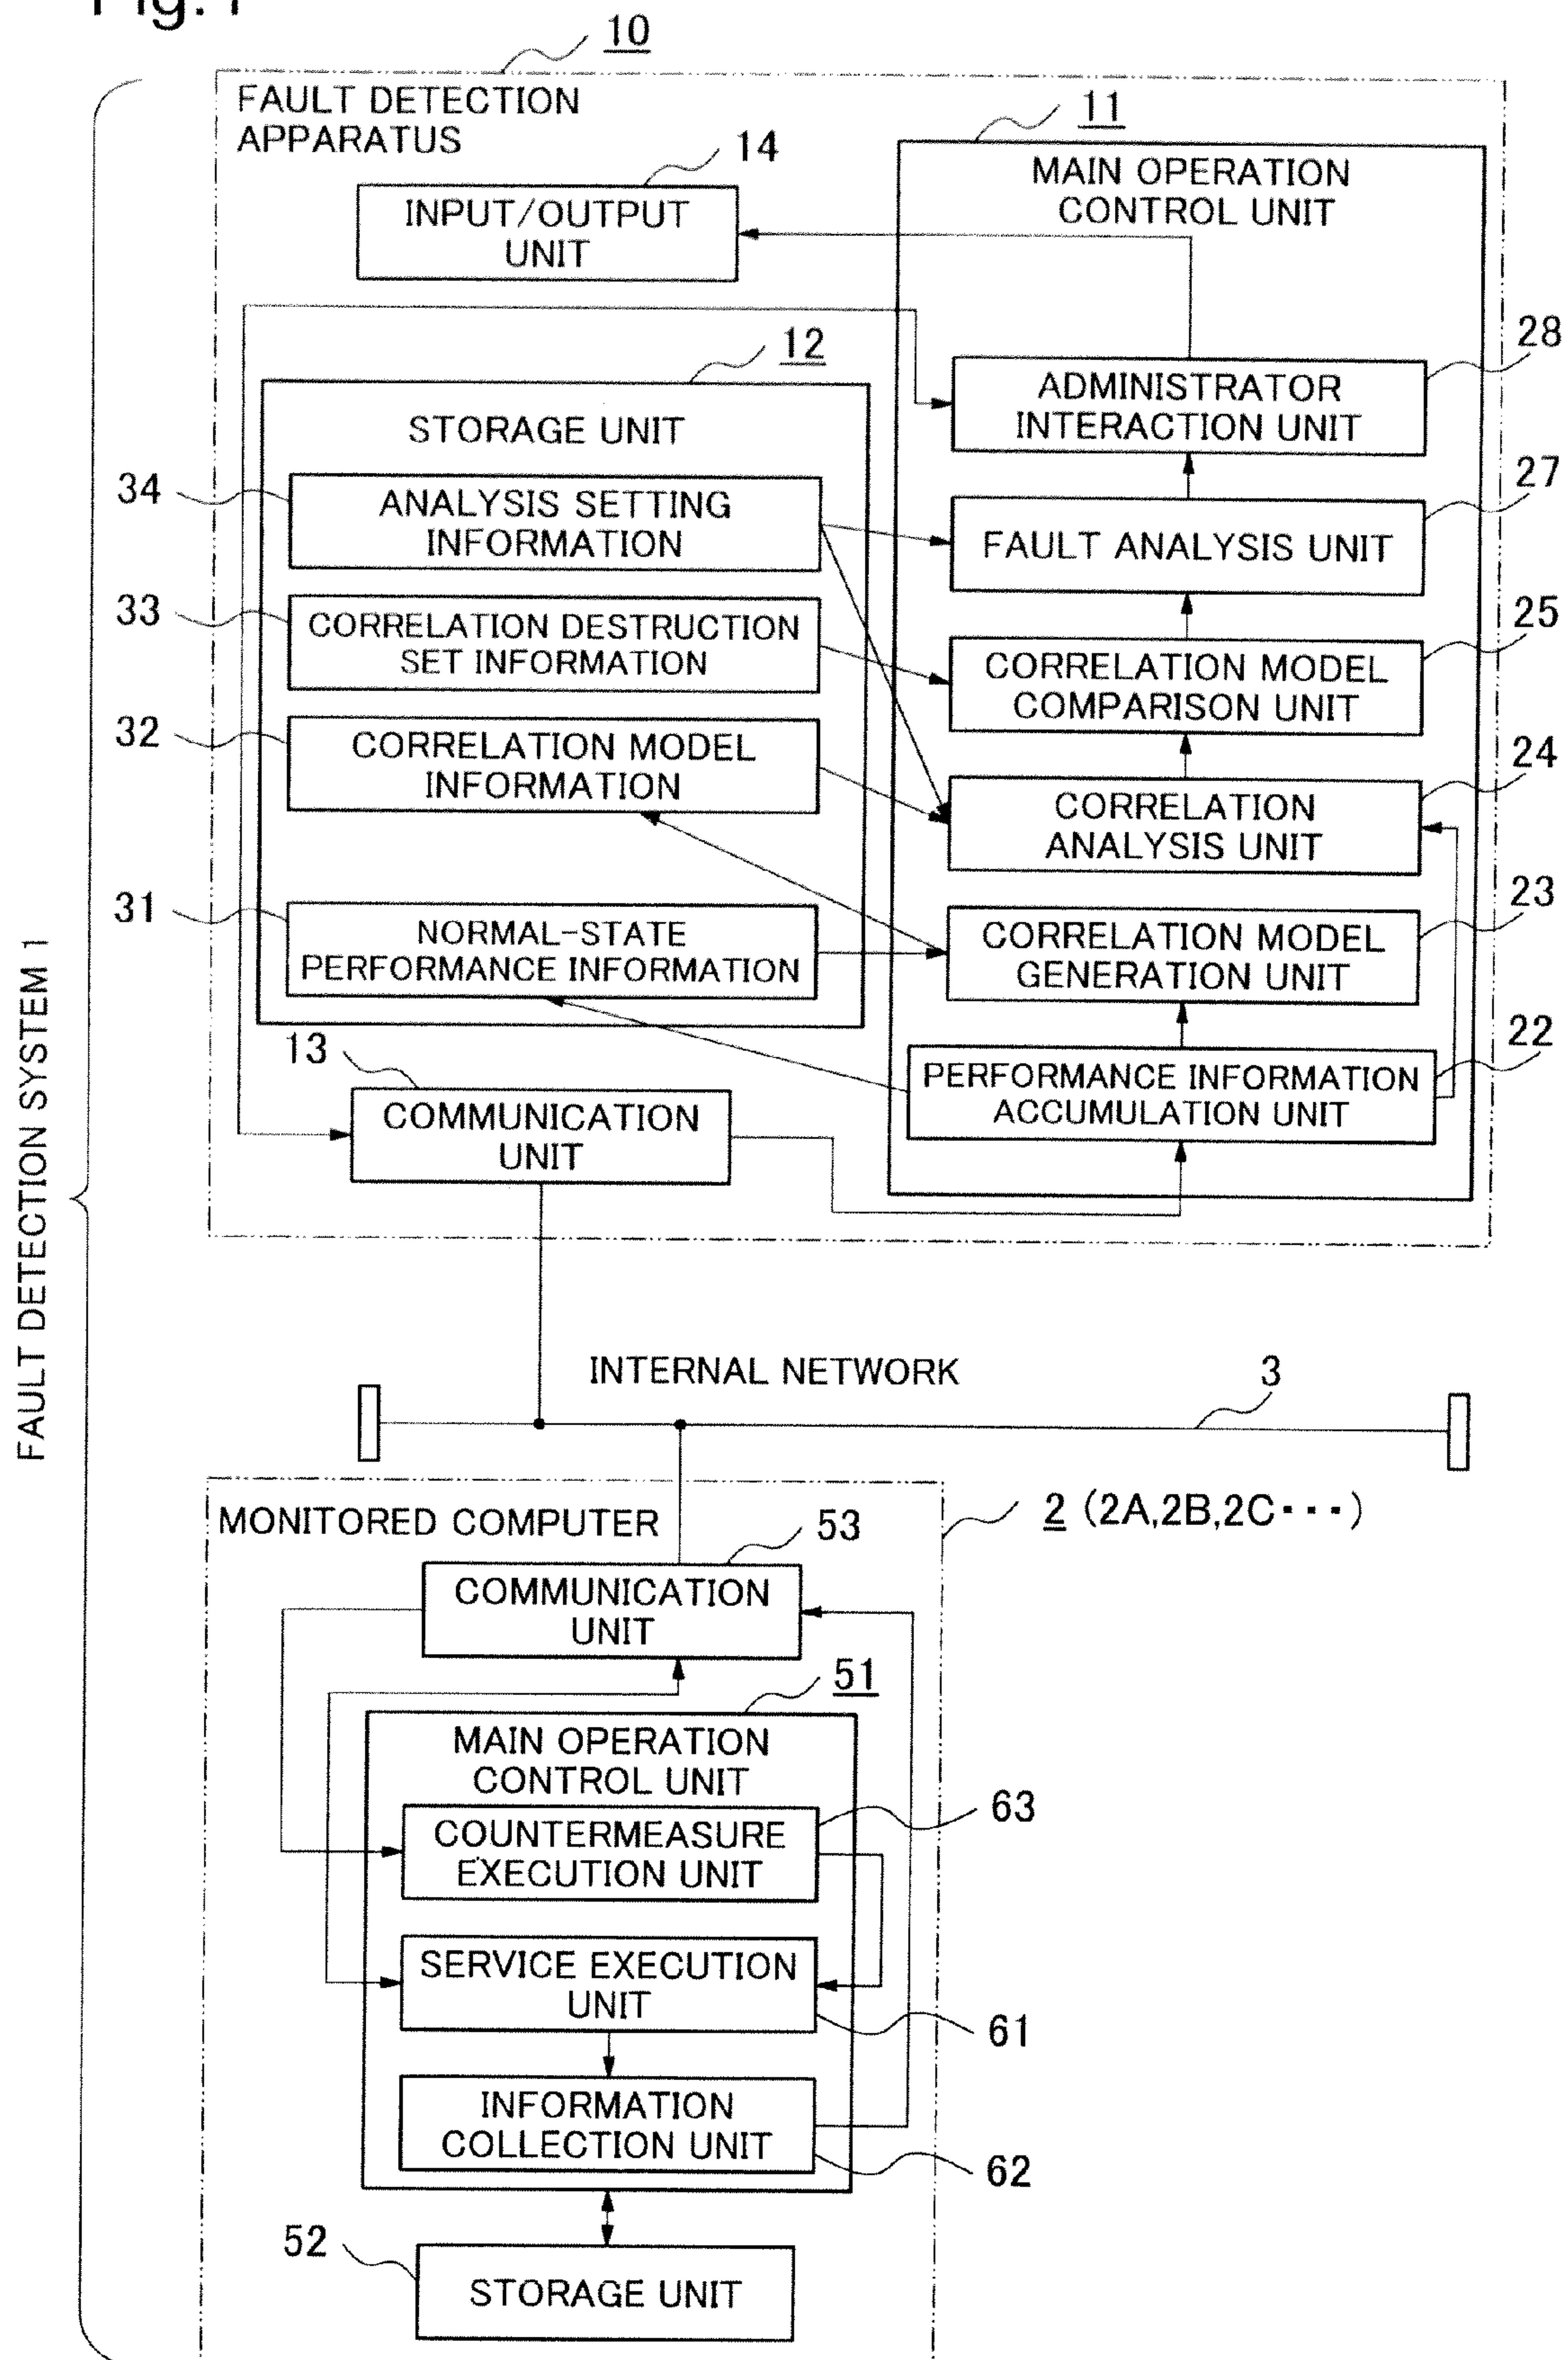 Fig.1
10
FAULT DETECTION
APPARATUS
11
14
MAIN OPERATION
CONTROL UNIT
INPUT/OUTPUT
UNIT
28
12
ADMINISTRATOR
INTERACTION UNIT
STORAGE UNIT
27
34
ANALYSIS SETTING
INFORMATION
FAULT ANALYSIS UNIT
33
CORRELATION DESTRUCTION
SET INFORMATION
25
CORRELATION MODEL
COMPARISON UNIT
32
CORRELATION MODEL
INFORMATION
24
CORRELATION
ANALYSIS UNIT
31
NORMAL-STATE
PERFORMANCE INFORMATION
23
CORRELATION MODEL
GENERATION UNIT
22
PERFORMANCE INFORMATION
ACCUMULATION UNIT
13
COMMUNICATION
UNIT
FAULT DETECTION SYSTEM 1
INTERNAL NETWORK
3
MONITORED COMPUTER
2 (2A,2B,2C･･･)
53
COMMUNICATION
UNIT
51
MAIN OPERATION
CONTROL UNIT
63
COUNTERMEASURE
EXECUTION UNIT
SERVICE EXECUTION
UNIT
61
INFORMATION
COLLECTION UNIT
62
52
STORAGE UNIT